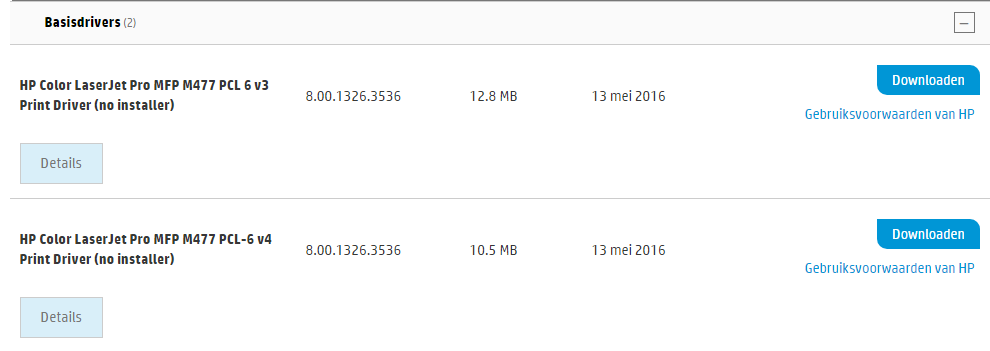 Basisdrivers (2)
HP Color LaserJet Pro MFP M477 PCL 6 v3
Print Driver (no installer)
8.00.1326.3536
12.8 MB
13 mei 2016
Downloaden
Gebruiksvoorwaarden van HP
Details
HP Color LaserJet Pro MFP M477 PCL-6 v4
Print Driver (no installer)
8.00.1326.3536
10.5 MB
13 mei 2016
Downloaden
Gebruiksvoorwaarden van HP
Details